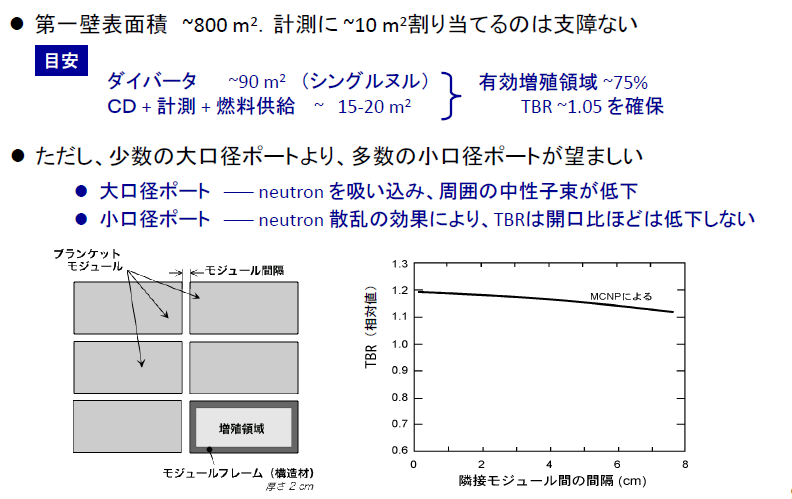 ● 第一壁表面積 ~800 m². 計測に ~10 m²割り当てるのは支障ない
目安
ダイバータ ~90 m² （シングルヌル）
CD + 計測 + 燃料供給 ~ 15-20 m²
有効増殖領域 ~75%
TBR ~1.05 を確保
● ただし、少数の大口径ポートより、多数の小口径ポートが望ましい
● 大口径ポート ── neutron を吸い込み、周囲の中性子束が低下
● 小口径ポート ── neutron 散乱の効果により、TBRは開口比ほどは低下しない
ブランケット
モジュール
モジュール間隔
増殖領域
モジュールフレーム（構造材）
厚さ 2 cm
TBR（相対値）
1.3
1.2
1.1
1.0
0.9
0.8
0.7
0.6
MCNPによる
0 2 4 6 8
隣接モジュール間の間隔 (cm)